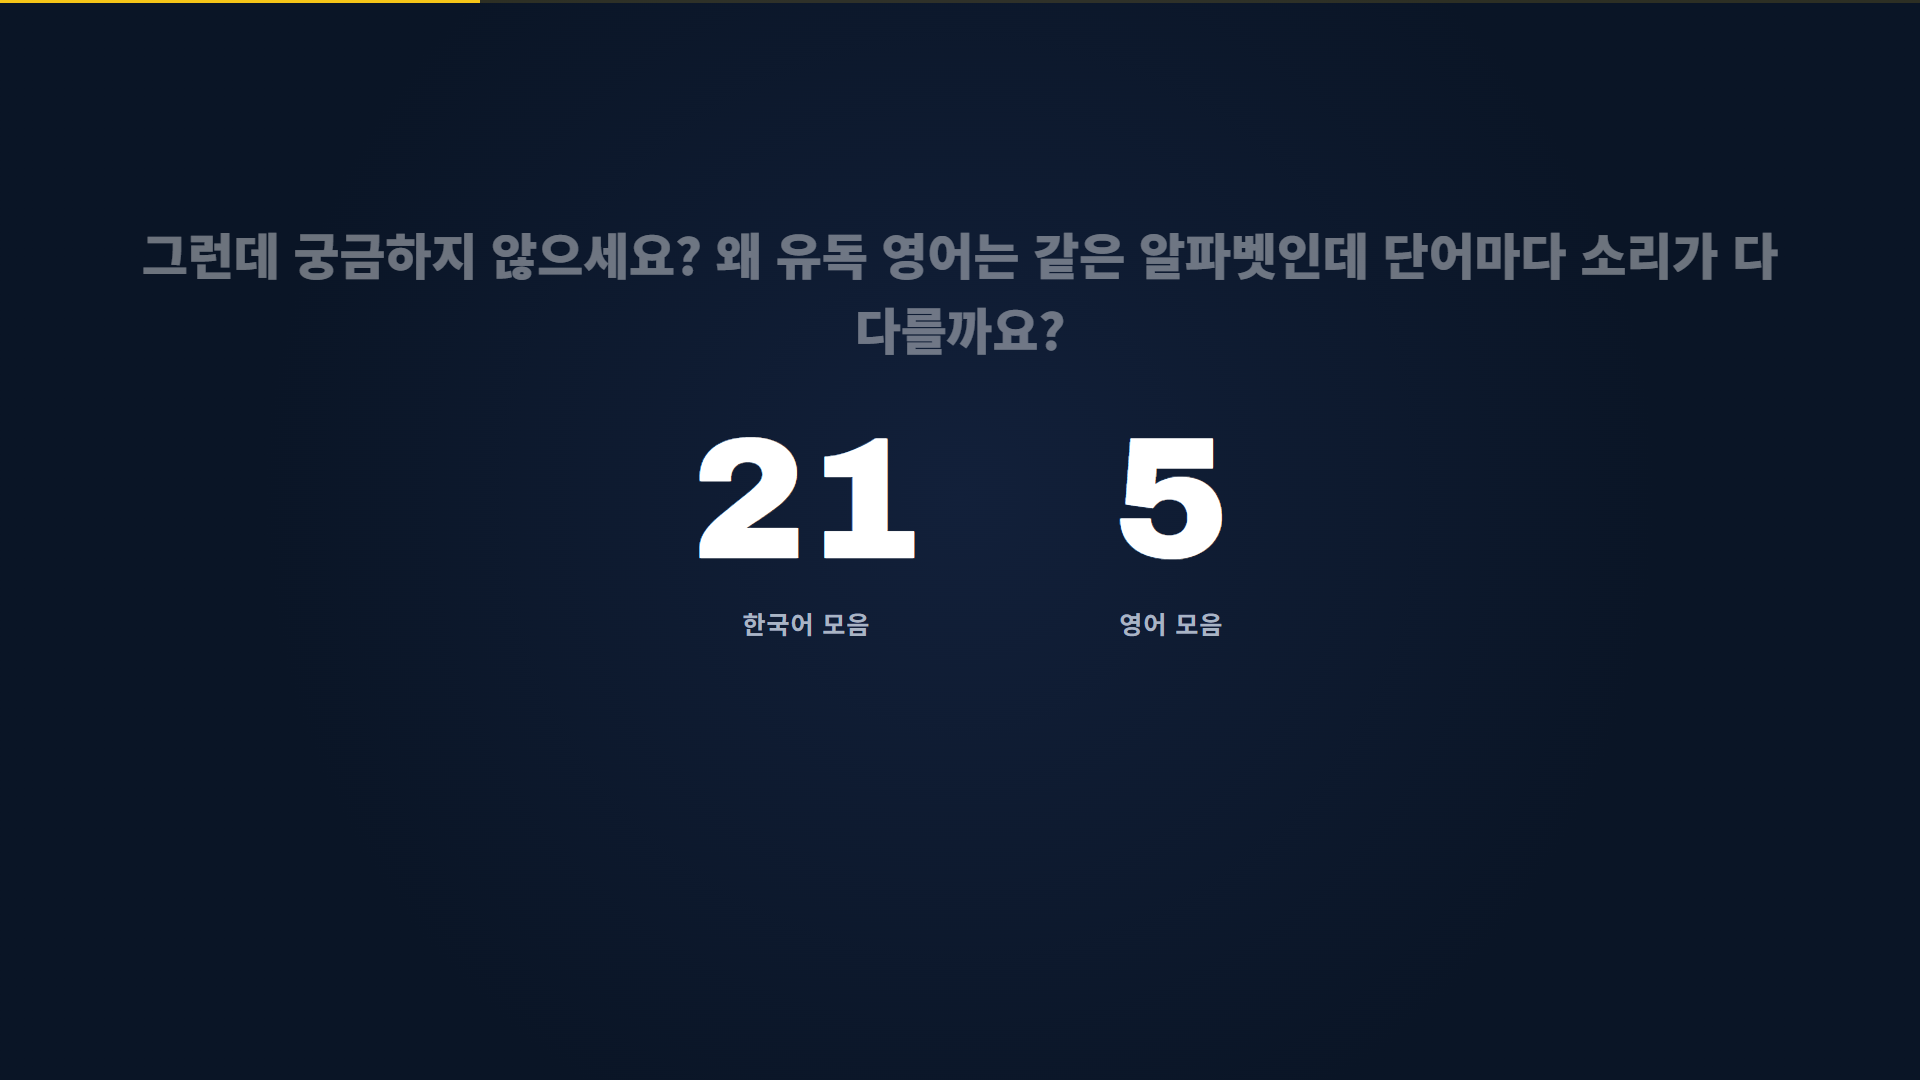 그런데 궁금하지 않으세요? 왜 유독 영어는 같은 알파벳인데 단어마다 소리가 다
다를까요?
21 5
한국어 모음 영어 모음